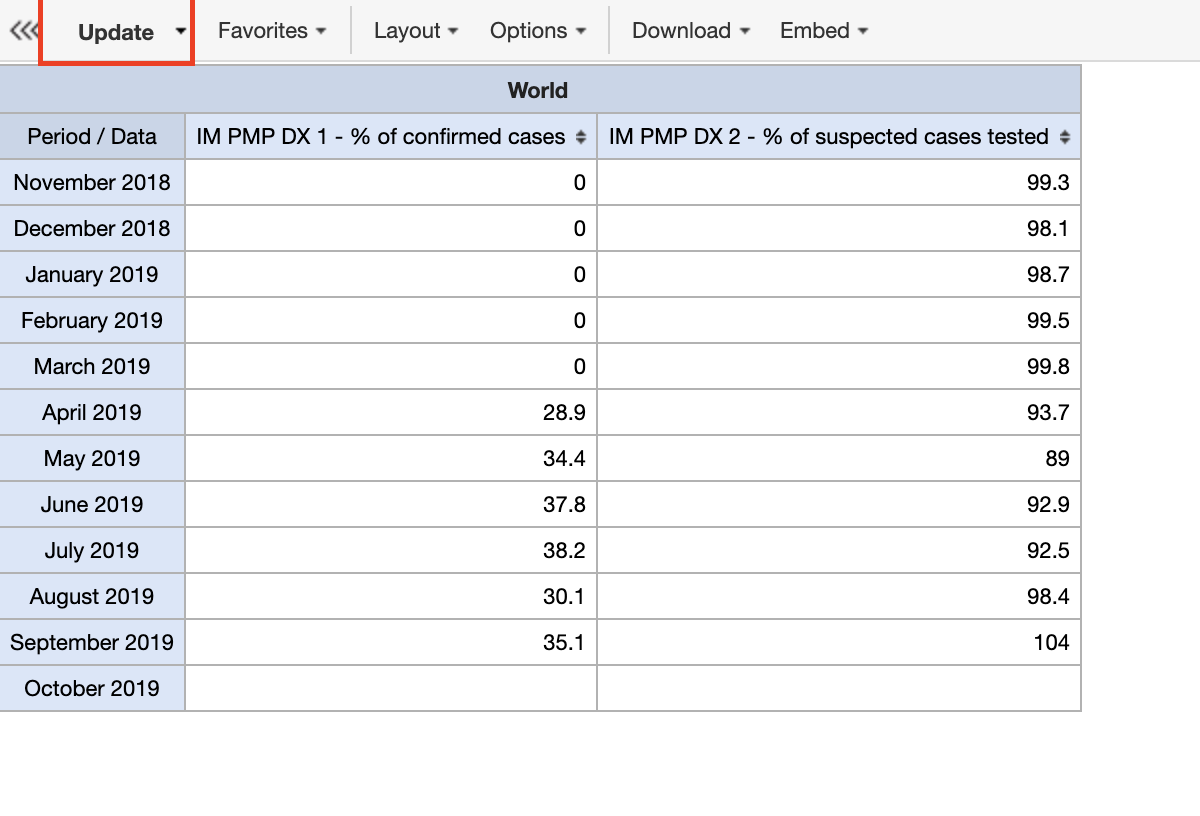 Update Favorites Layout Options Download Embed
World
Period / Data IM PMP DX 1 - % of confirmed cases IM PMP DX 2 - % of suspected cases tested
November 2018 0 99.3
December 2018 0 98.1
January 2019 0 98.7
February 2019 0 99.5
March 2019 0 99.8
April 2019 28.9 93.7
May 2019 34.4 89
June 2019 37.8 92.9
July 2019 38.2 92.5
August 2019 30.1 98.4
September 2019 35.1 104
October 2019